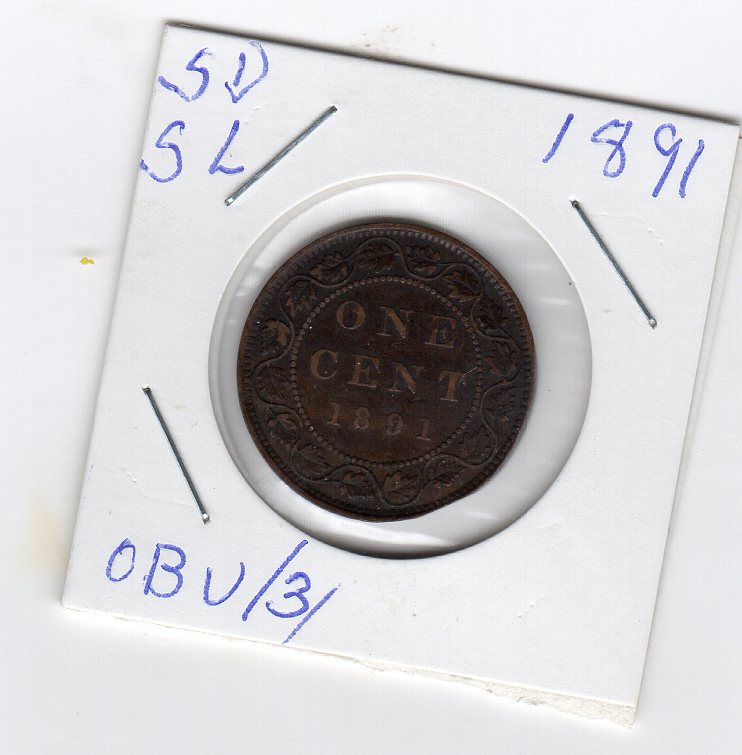 SD
SL
1891
ONE
CENT
1891
OBV/3/